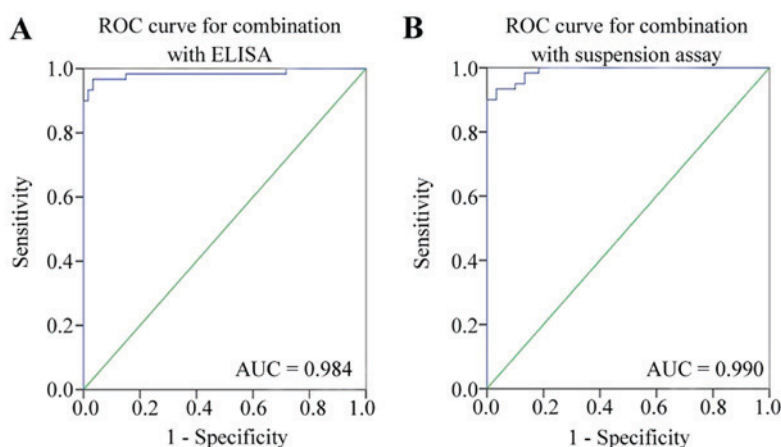 A
ROC curve for combination
with ELISA
1.0
0.8
0.6
0.4
0.2
0.0
Sensitivity
AUC = 0.984
0.0 0.2 0.4 0.6 0.8 1.0
1 - Specificity
B
ROC curve for combination
with suspension assay
1.0
0.8
0.6
0.4
0.2
0.0
Sensitivity
AUC = 0.990
0.0 0.2 0.4 0.6 0.8 1.0
1 - Specificity